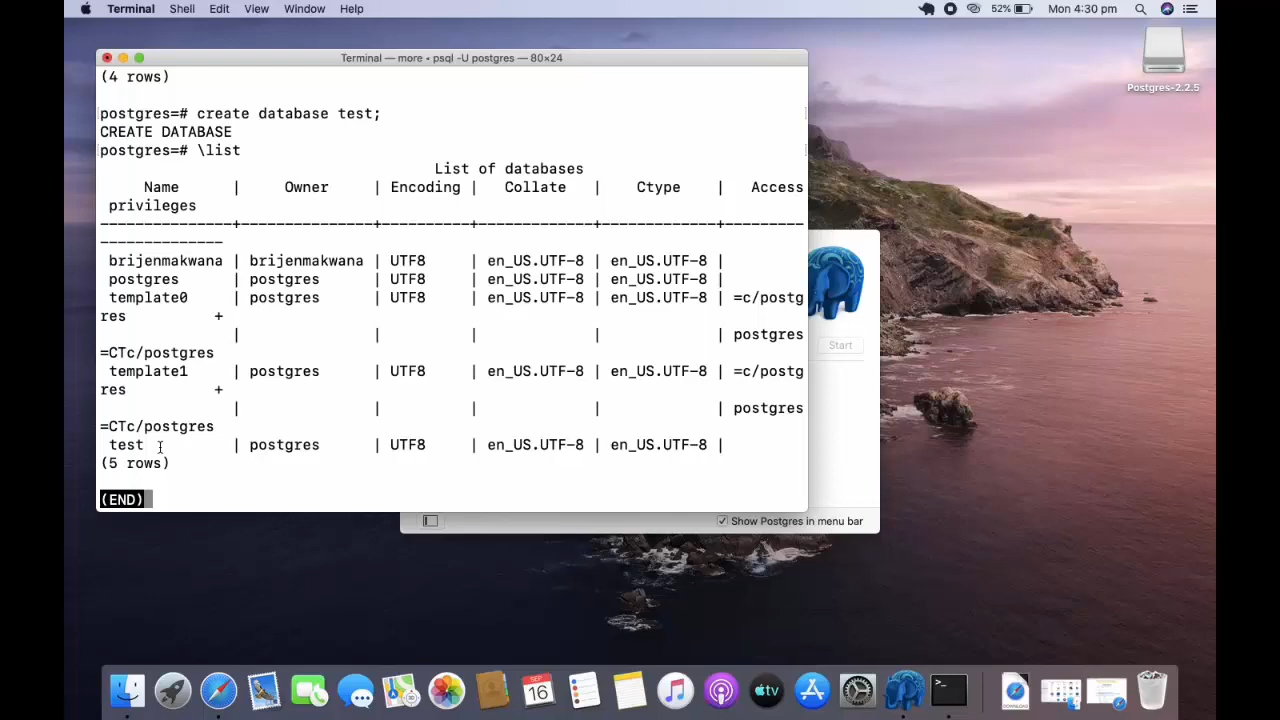 Terminal Shell Edit View Window Help 52% Mon 4:30 pm
Postgres-2.2.5
Terminal — more • psql -U postgres — 80×24
(4 rows)
postgres=# create database test;
CREATE DATABASE
postgres=# \list
List of databases
Name | Owner | Encoding | Collate | Ctype | Access
privileges
---------------+---------------+----------+-------------+-------------+---------
--------------
brijenmakwana | brijenmakwana | UTF8 | en_US.UTF-8 | en_US.UTF-8 |
postgres | postgres | UTF8 | en_US.UTF-8 | en_US.UTF-8 |
template0 | postgres | UTF8 | en_US.UTF-8 | en_US.UTF-8 | =c/postg
res +
| | | | | postgres
=CTc/postgres
template1 | postgres | UTF8 | en_US.UTF-8 | en_US.UTF-8 | =c/postg
res +
| | | | | postgres
=CTc/postgres
test | postgres | UTF8 | en_US.UTF-8 | en_US.UTF-8 |
(5 rows)
(END)
Start
Show Postgres in menu bar
SEP
16
tv
>_